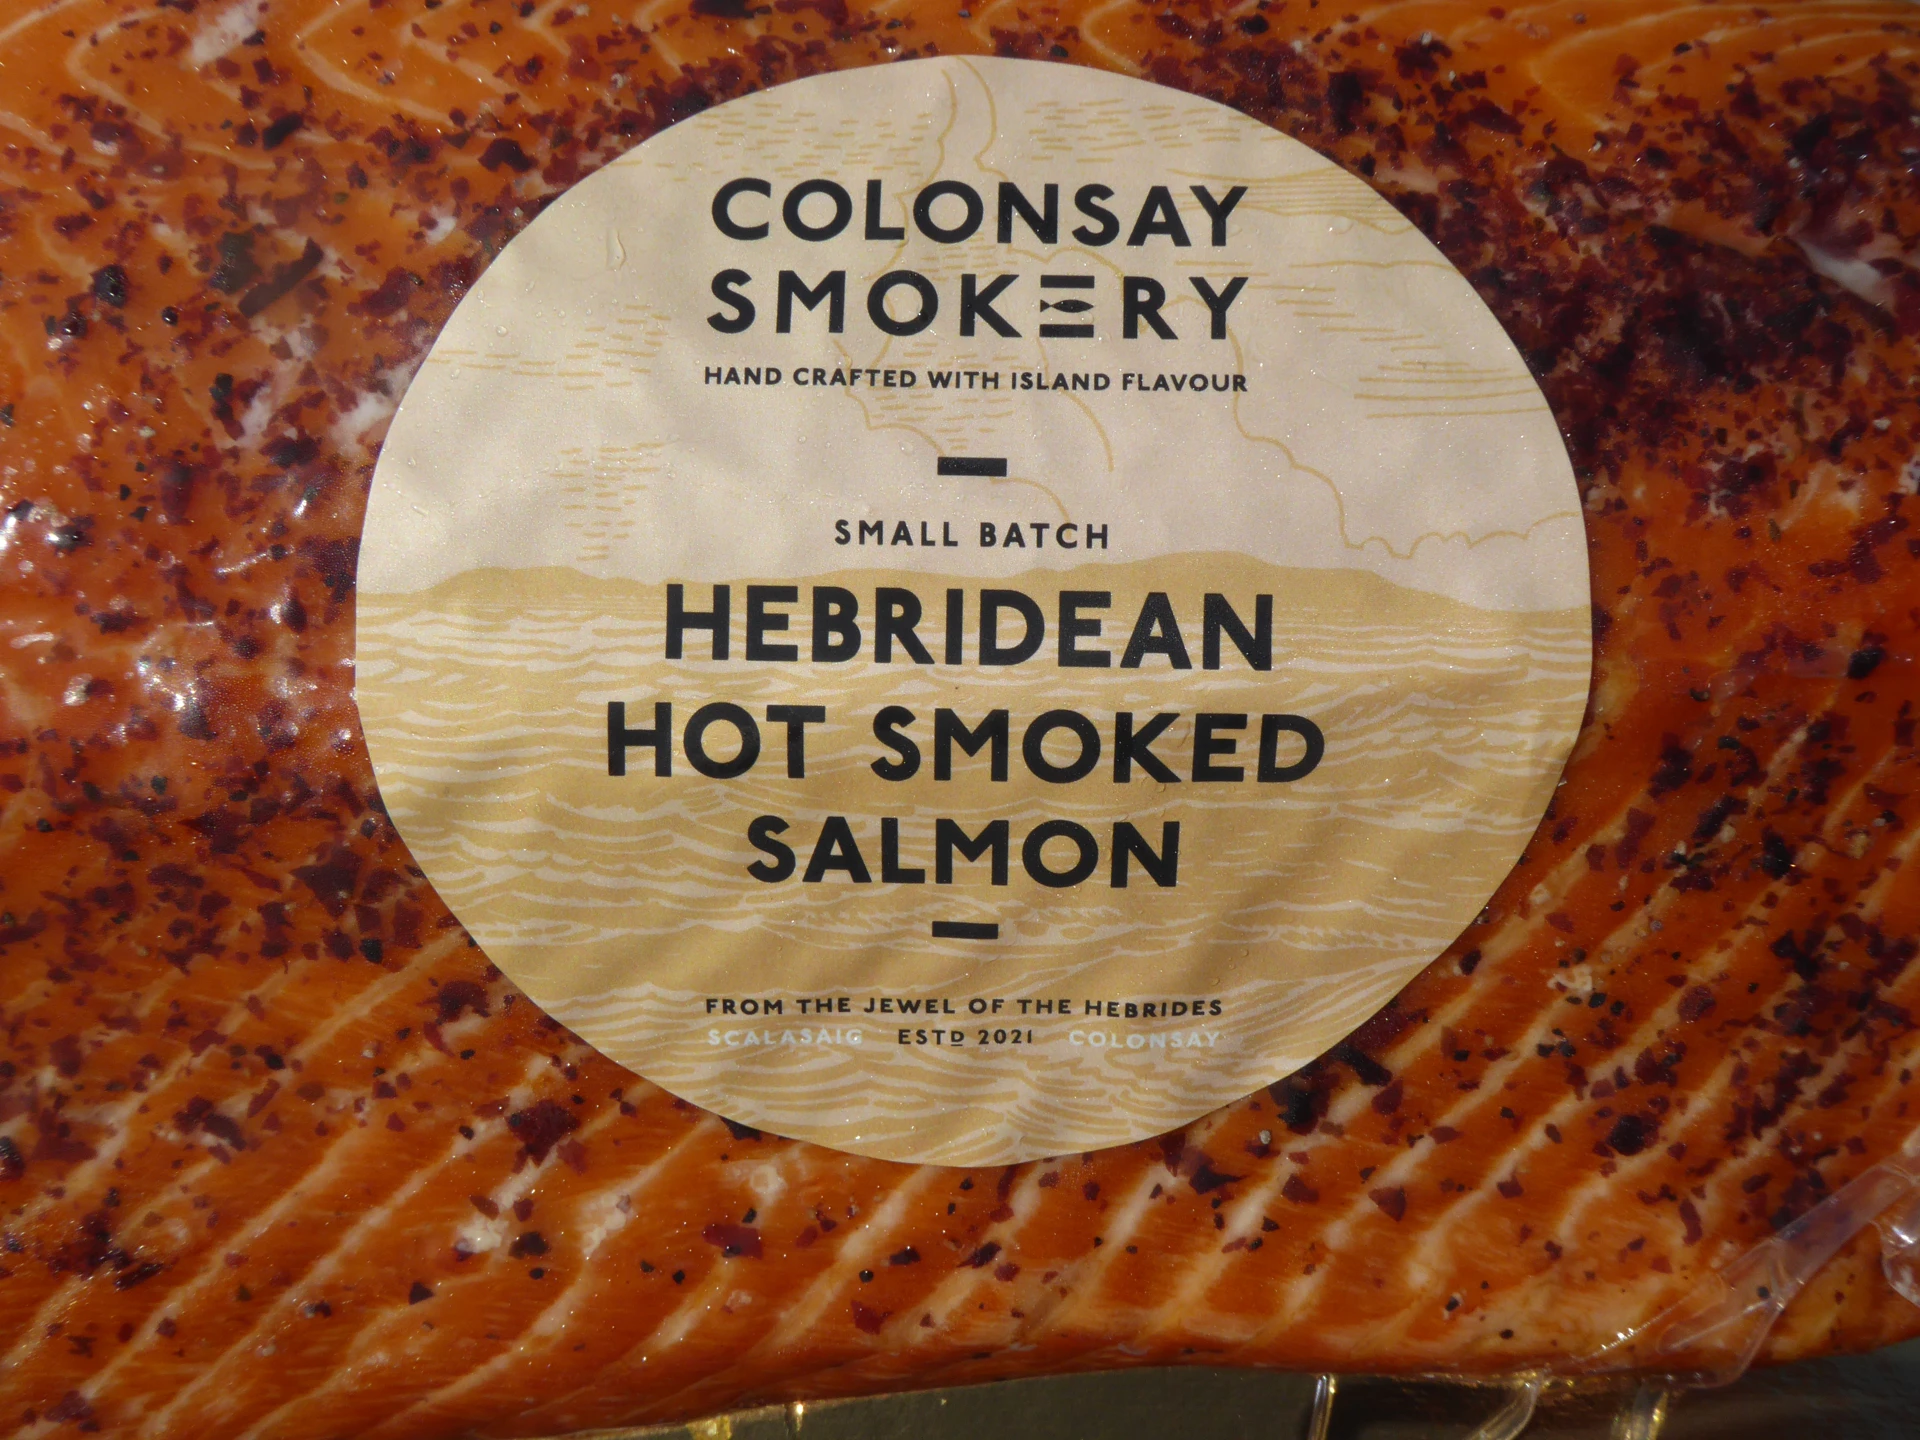 COLONSAY
SMOKERY
HAND CRAFTED WITH ISLAND FLAVOUR
SMALL BATCH
HEBRIDEAN
HOT SMOKED
SALMON
FROM THE JEWEL OF THE HEBRIDES
SCALASAIG ESTD 2021 COLONSAY